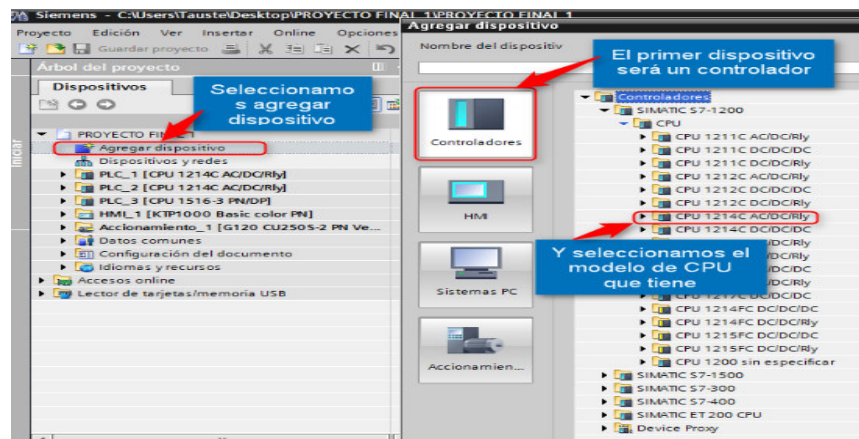 Siemens - C:\Users\Tauste\Desktop\PROYECTO FINAL 1\PROYECTO FINAL 1
Proyecto Edición Ver Insertar Online Opciones
Guardar proyecto
Árbol del proyecto
Dispositivos
Seleccionamo
s agregar
dispositivo
Iniciar
PROYECTO FINAL 1
Agregar dispositivo
Dispositivos y redes
PLC_1 [CPU 1214C AC/DC/Rly]
PLC_2 [CPU 1214C AC/DC/Rly]
PLC_3 [CPU 1516-3 PN/DP]
HMI_1 [KTP1000 Basic color PN]
Accionamiento_1 [G120 CU250S-2 PN Ve...
Datos comunes
Configuración del documento
Idiomas y recursos
Accesos online
Lector de tarjetas/memoria USB
Agregar dispositivo
Nombre del dispositiv
El primer dispositivo
será un controlador
Controladores
HMI
Sistemas PC
Accionamien...
Controladores
SIMATIC S7-1200
CPU
CPU 1211C AC/DC/Rly
CPU 1211C DC/DC/DC
CPU 1211C DC/DC/Rly
CPU 1212C AC/DC/Rly
CPU 1212C DC/DC/DC
CPU 1212C DC/DC/Rly
CPU 1214C AC/DC/Rly
CPU 1214C DC/DC/DC
Y seleccionamos el
modelo de CPU
que tiene
CPU 1217C DC/DC/DC
CPU 1214FC DC/DC/DC
CPU 1214FC DC/DC/Rly
CPU 1215FC DC/DC/DC
CPU 1215FC DC/DC/Rly
CPU 1200 sin especificar
SIMATIC S7-1500
SIMATIC S7-300
SIMATIC S7-400
SIMATIC ET 200 CPU
Device Proxy